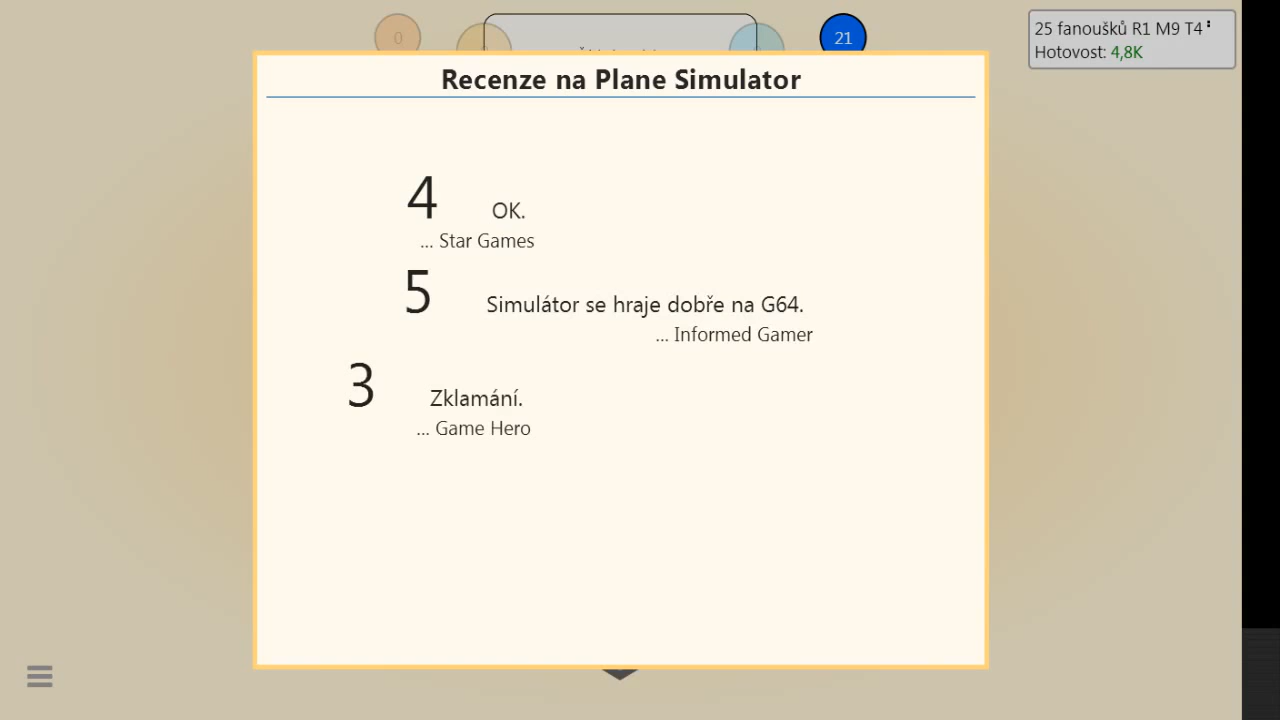 0
21
25 fanoušků R1 M9 T4
Hotovost: 4,8K
Recenze na Plane Simulator
4 OK.
... Star Games
5 Simulátor se hraje dobře na G64.
... Informed Gamer
3 Zklamání.
... Game Hero